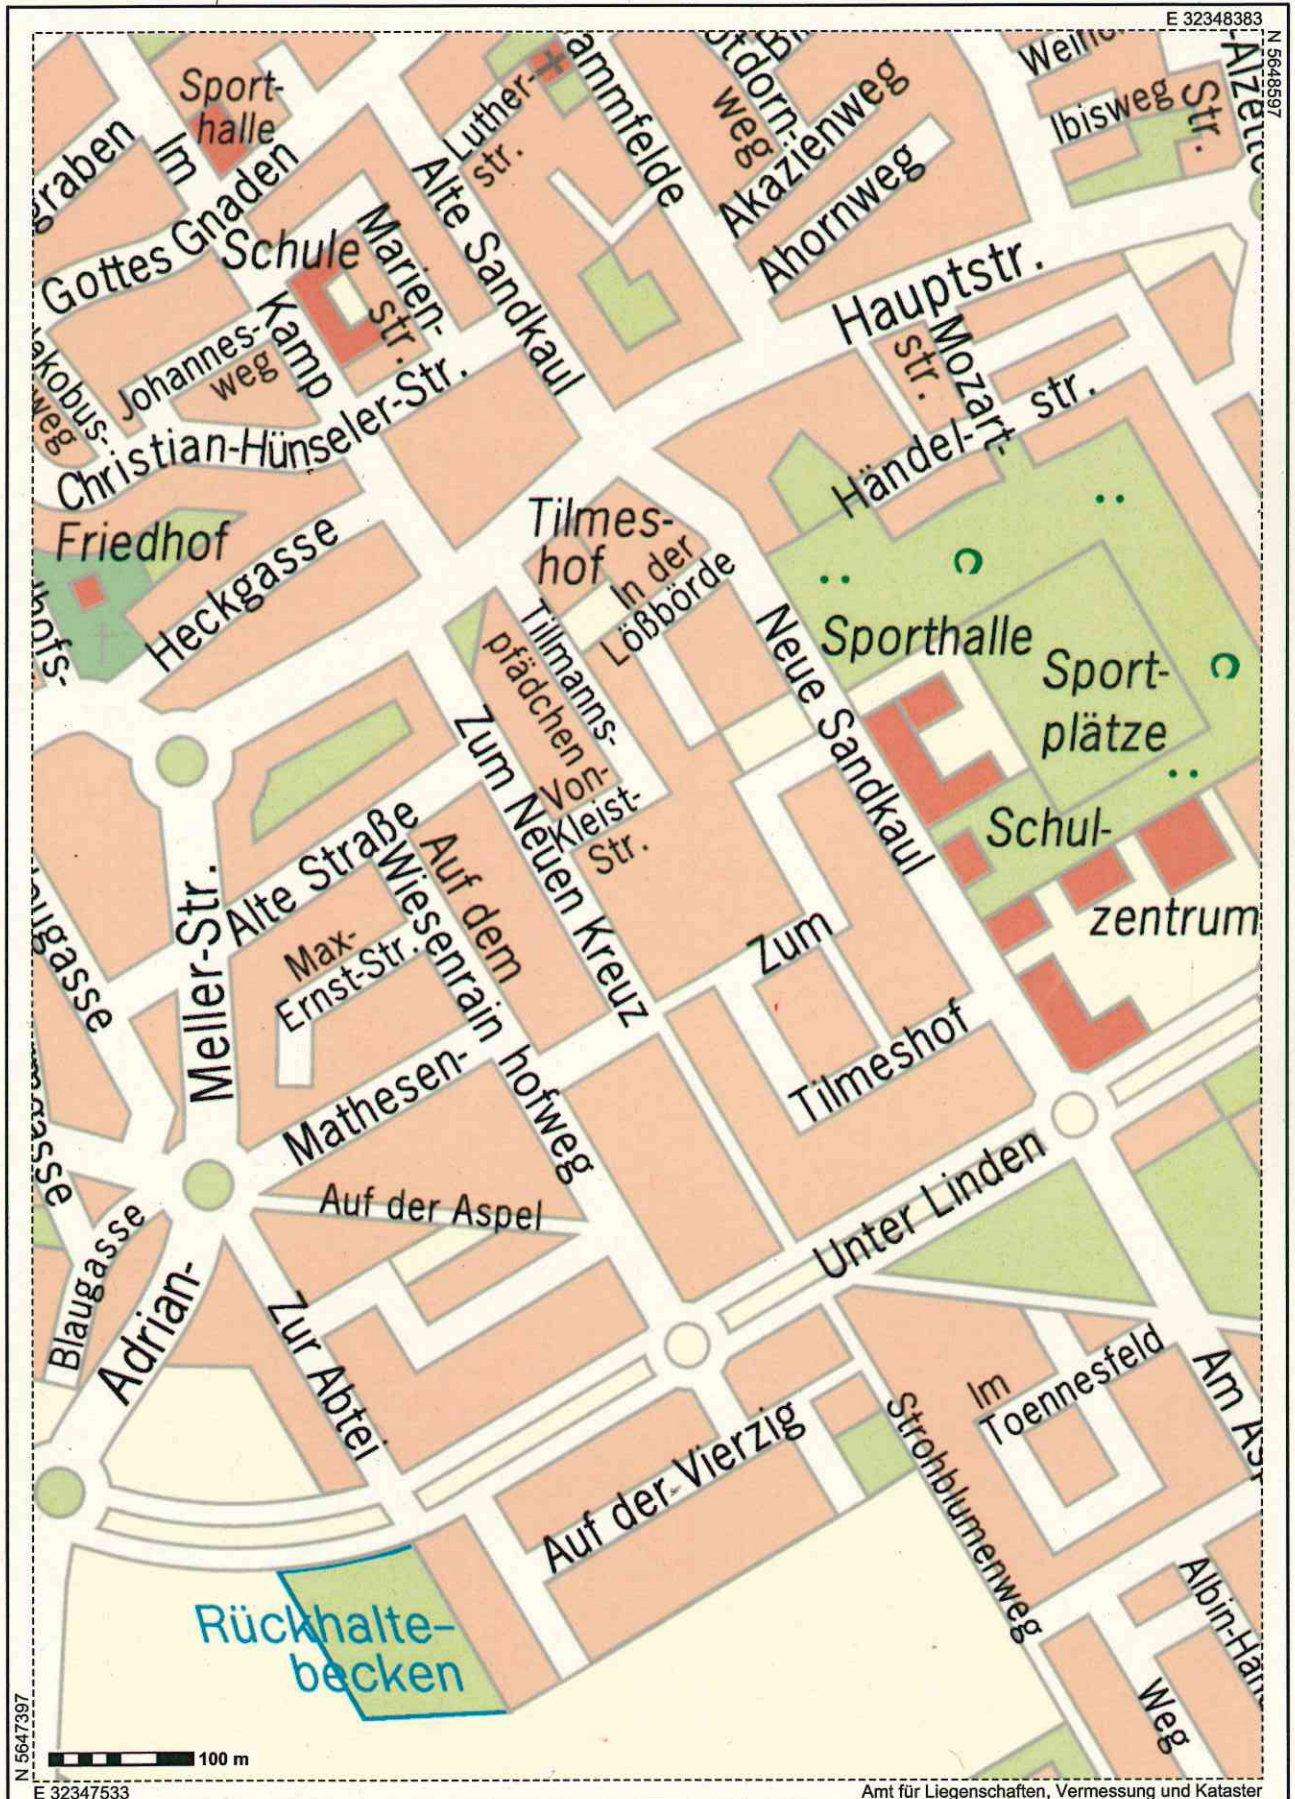 E 32348383
N 5648597
Sport-
halle
graben
Im
Gottes Gnaden
Schule
Marien-
str.
Kamp
Johannes-
weg
Christian-Hünseler-Str.
Luther-
str.
Alte Sandkaul
ammfelde
weg
Akazienweg
Ahornweg
Hauptstr.
Ibisweg
Str.
Mozart-
str.
Händel-
str.
weg
Friedhof
Heckgasse
Tilmes-
hof
In der
Lößbörde
Tillmanns-
pfädchen
Von-
Kleist-
Str.
Neue Sandkaul
Sporthalle
Sport-
plätze
Schul-
zentrum
Zum Neuen Kreuz
Alte Straße
Auf dem
Wiesenrain
Max-
Ernst-Str.
Meller-Str.
Zum
Tilmeshof
Mathesen-
hofweg
Auf der Aspel
Unter Linden
Blaugasse
Adrian-
Zur Abtei
Im
Toennesfeld
Auf der Vierzig
Strohblumenweg
Albin-Han
Weg
Rückhalte-
becken
100 m
N 5647397
E 32347533
Amt für Liegenschaften, Vermessung und Kataster